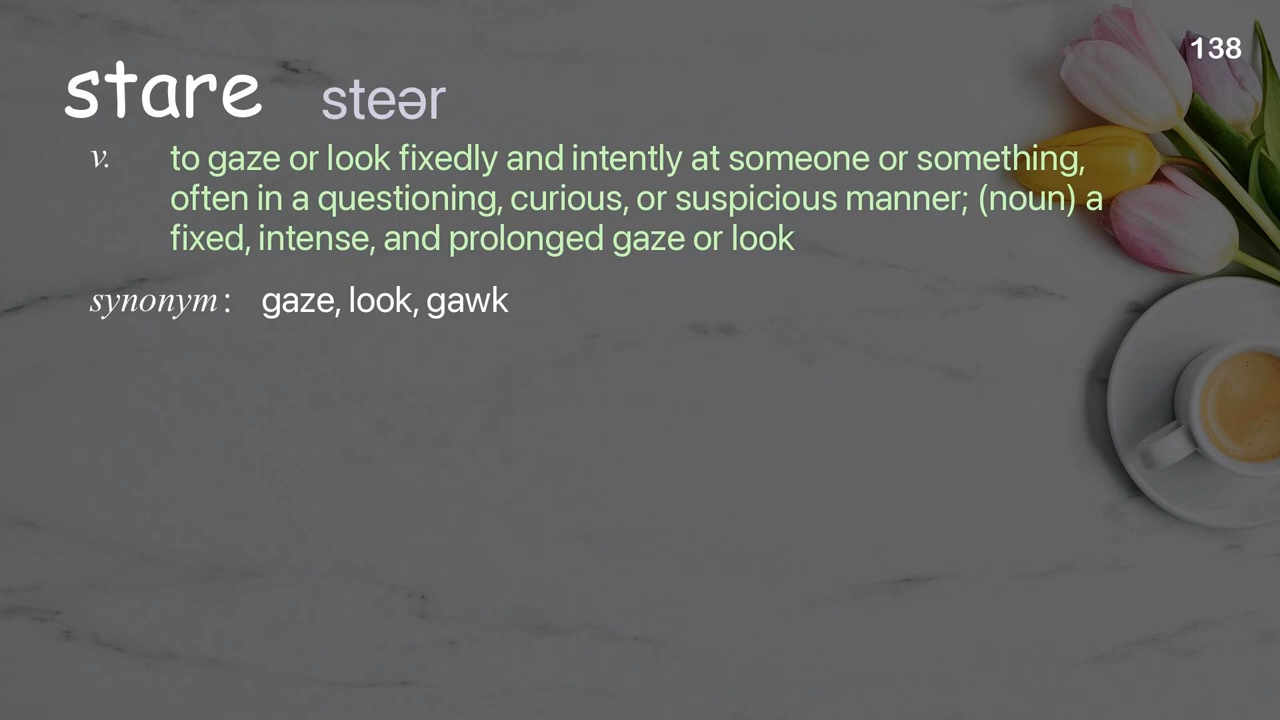 138
stare steər
v. to gaze or look fixedly and intently at someone or something,
often in a questioning, curious, or suspicious manner; (noun) a
fixed, intense, and prolonged gaze or look
synonym : gaze, look, gawk